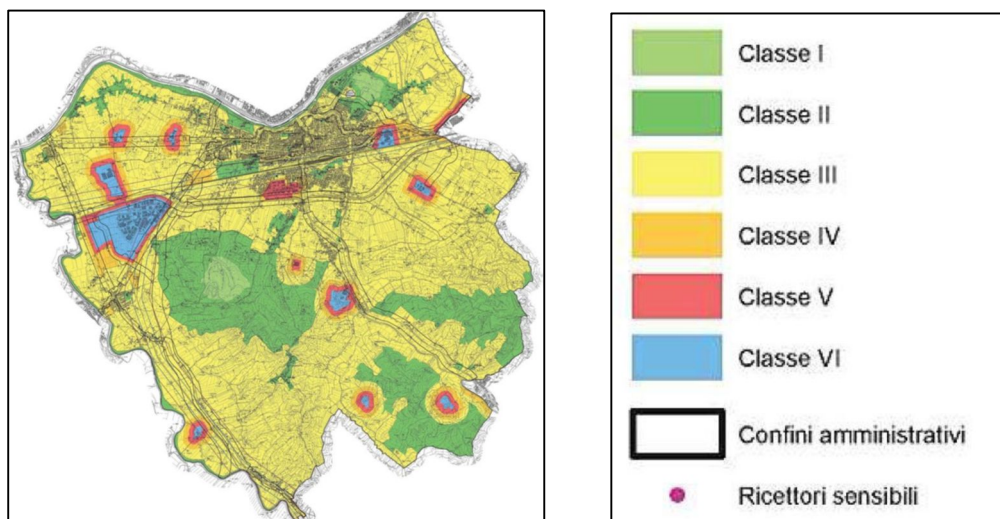 Classe I
Classe II
Classe III
Classe IV
Classe V
Classe VI
Confini amministrativi
Ricettori sensibili